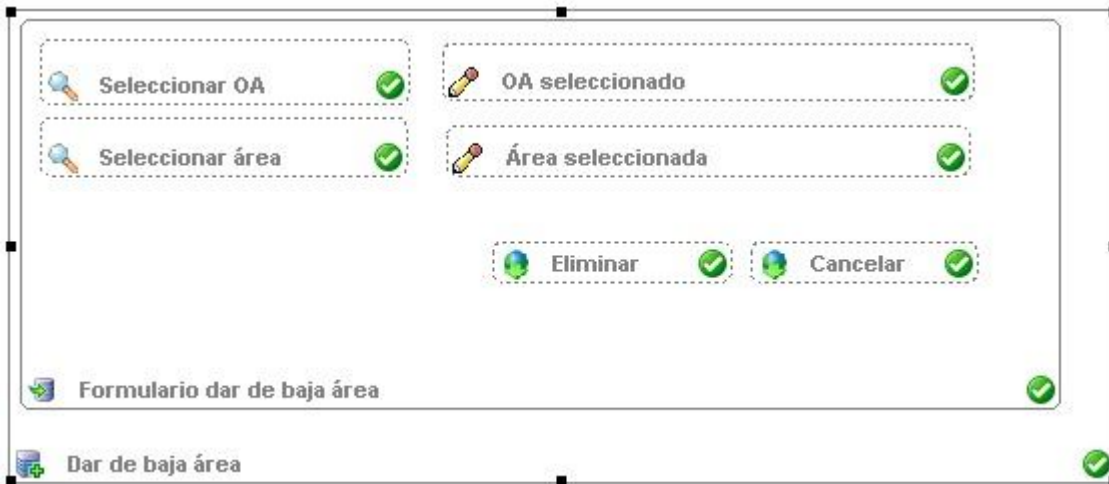 Seleccionar OA
OA seleccionado
Seleccionar área
Área seleccionada
Eliminar
Cancelar
Formulario dar de baja área
Dar de baja área